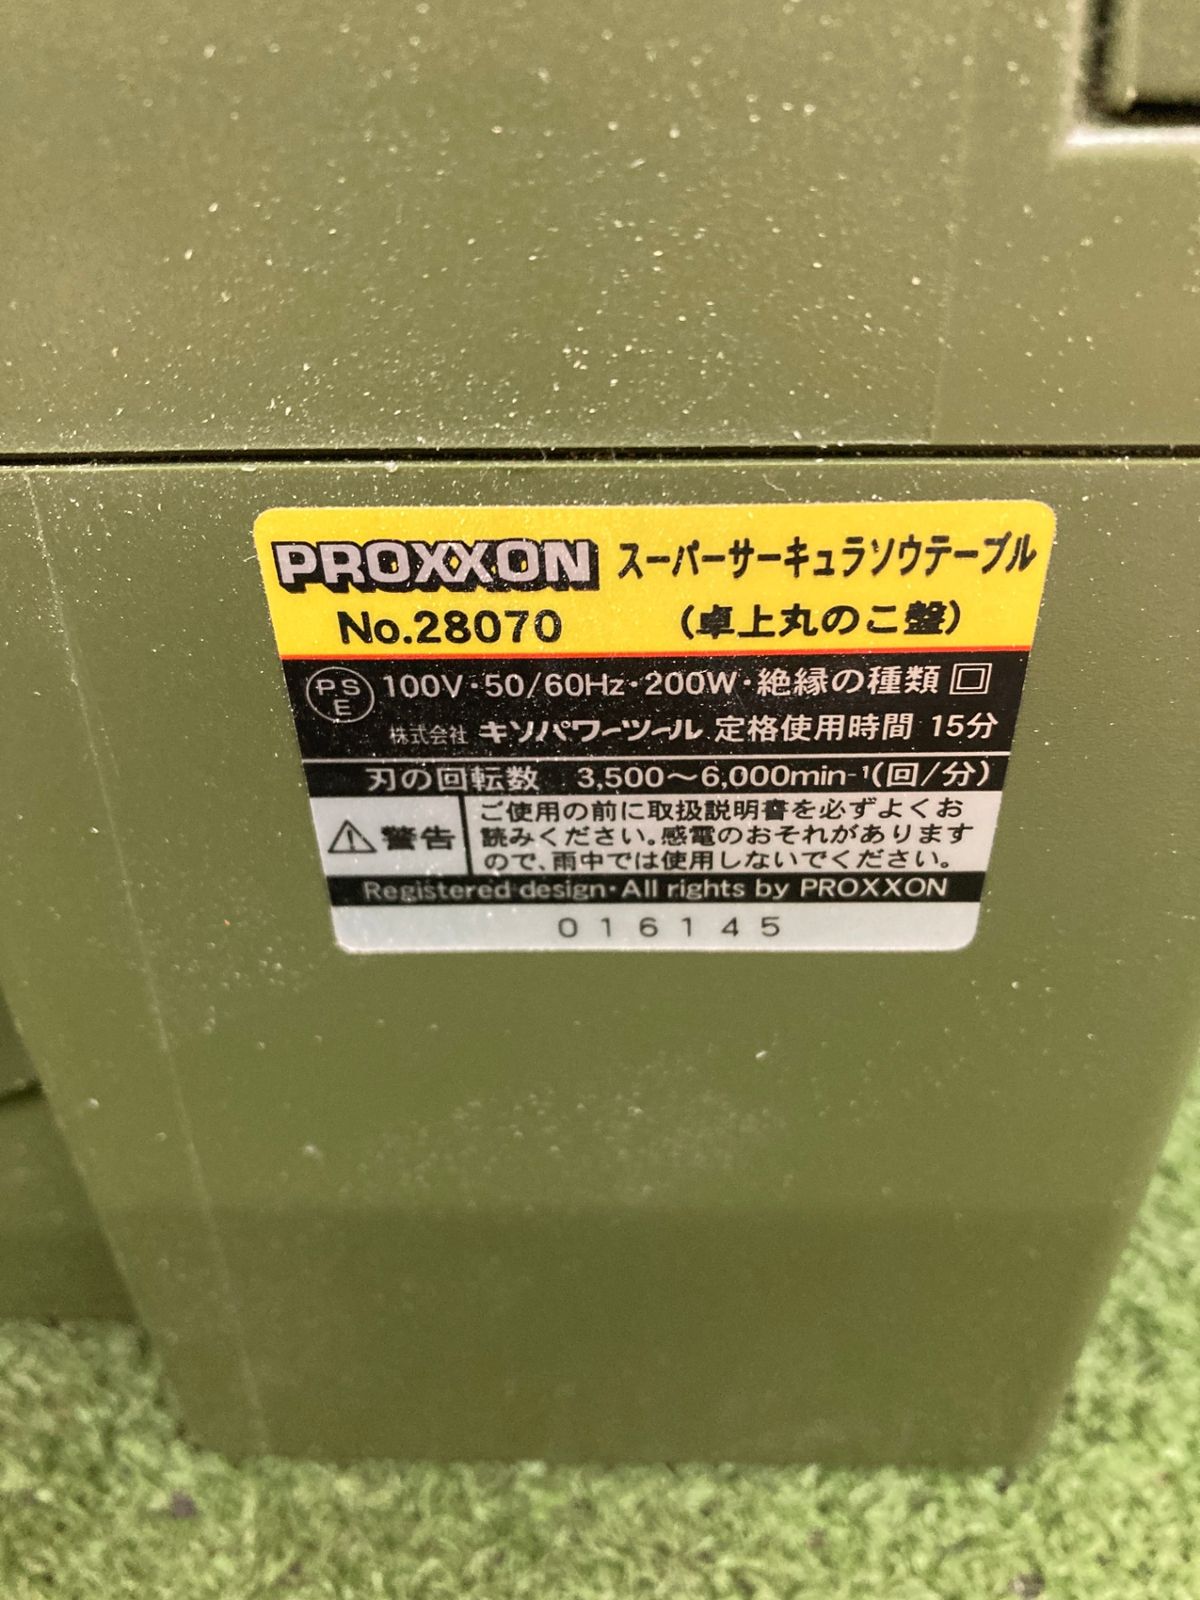 PROXXON スーパーサーキュラソウテーブル
No.28070 (卓上丸のこ盤)
PSE 100V・50/60Hz・200W・絶縁の種類 回
株式会社 キソパワーツール 定格使用時間 15分
刃の回転数 3,500～6,000min⁻¹(回/分)
⚠警告
ご使用の前に取扱説明書を必ずよくお
読みください。感電のおそれがあります
ので、雨中では使用しないでください。
Registered design・All rights by PROXXON
016145